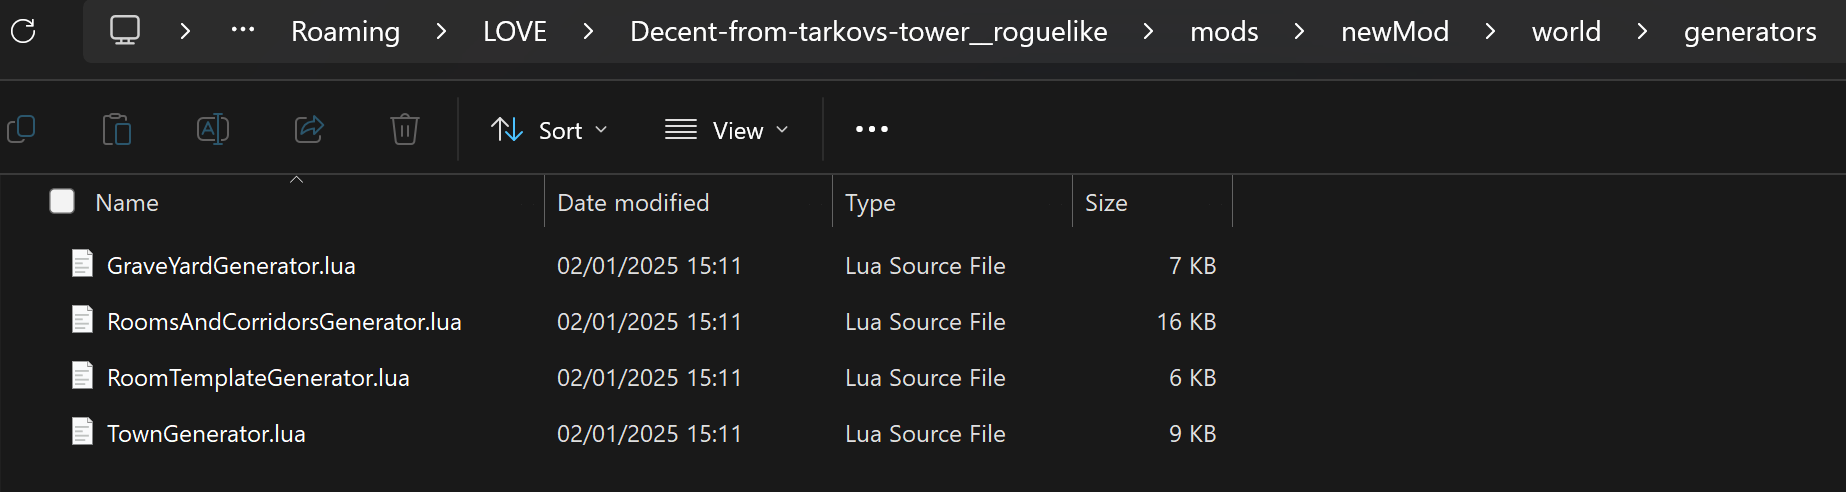 Roaming > LOVE > Decent-from-tarkovs-tower__roguelike > mods > newMod > world > generators
Sort View
Name Date modified Type Size
GraveYardGenerator.lua 02/01/2025 15:11 Lua Source File 7 KB
RoomsAndCorridorsGenerator.lua 02/01/2025 15:11 Lua Source File 16 KB
RoomTemplateGenerator.lua 02/01/2025 15:11 Lua Source File 6 KB
TownGenerator.lua 02/01/2025 15:11 Lua Source File 9 KB